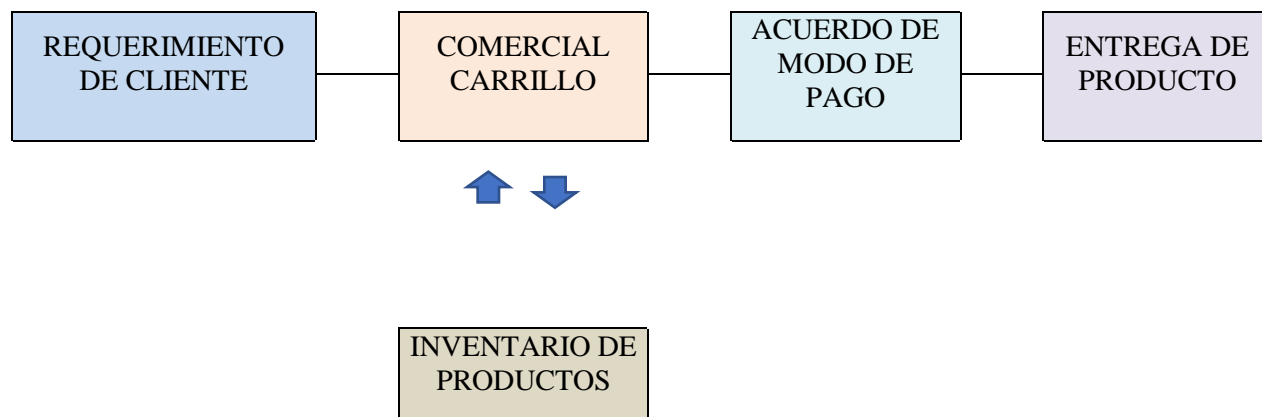 REQUERIMIENTO
DE CLIENTE
COMERCIAL
CARRILLO
ACUERDO DE
MODO DE
PAGO
ENTREGA DE
PRODUCTO
INVENTARIO DE
PRODUCTOS